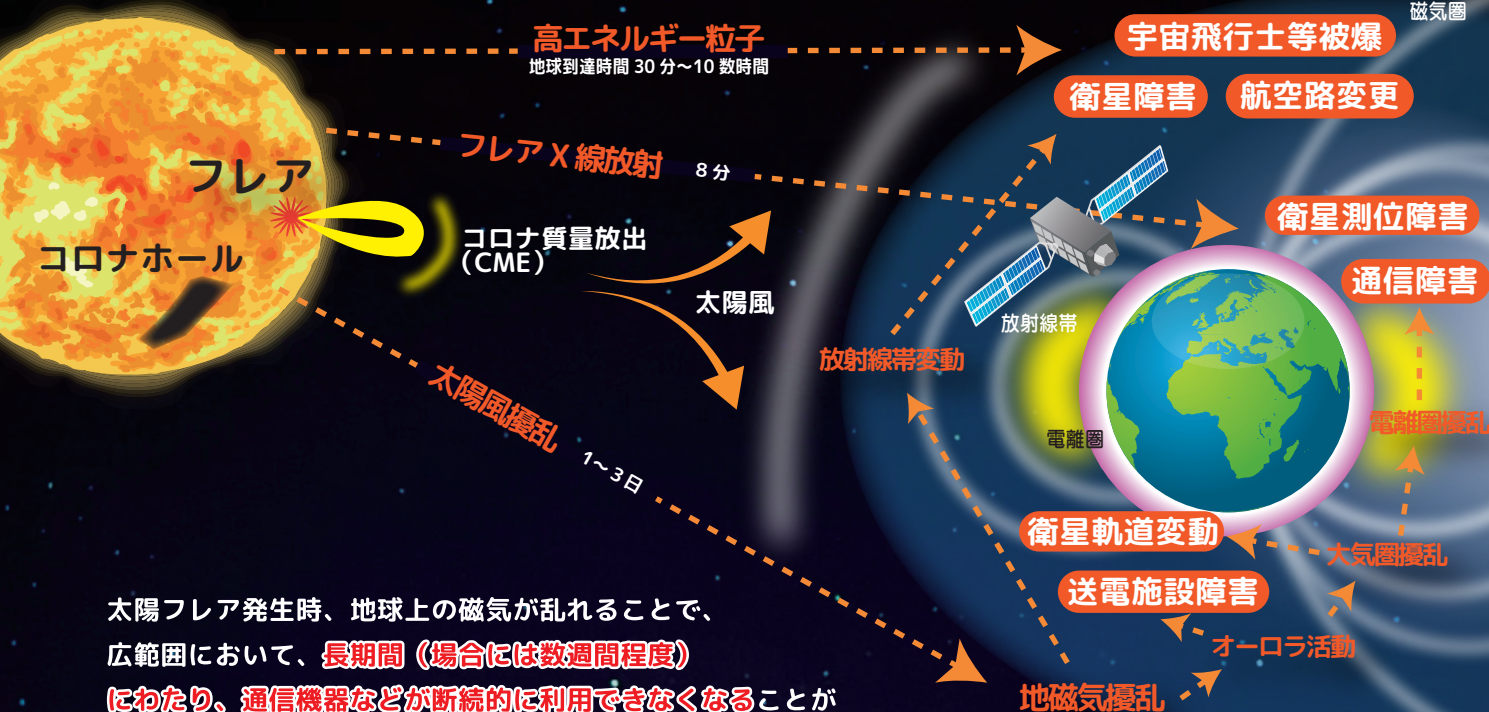 磁気圏
高エネルギー粒子
地球到達時間 30 分～10 数時間
宇宙飛行士等被爆
衛星障害
航空路変更
フレア X 線放射
8 分
フレア
コロナホール
コロナ質量放出
（CME）
太陽風
衛星測位障害
通信障害
放射線帯
放射線帯変動
太陽風擾乱
1～3 日
電離圏
電離圏擾乱
衛星軌道変動
大気圏擾乱
送電施設障害
オーロラ活動
地磁気擾乱
太陽フレア発生時、地球上の磁気が乱れることで、
広範囲において、長期間（場合には数週間程度）
にわたり、通信機器などが断続的に利用できなくなることが